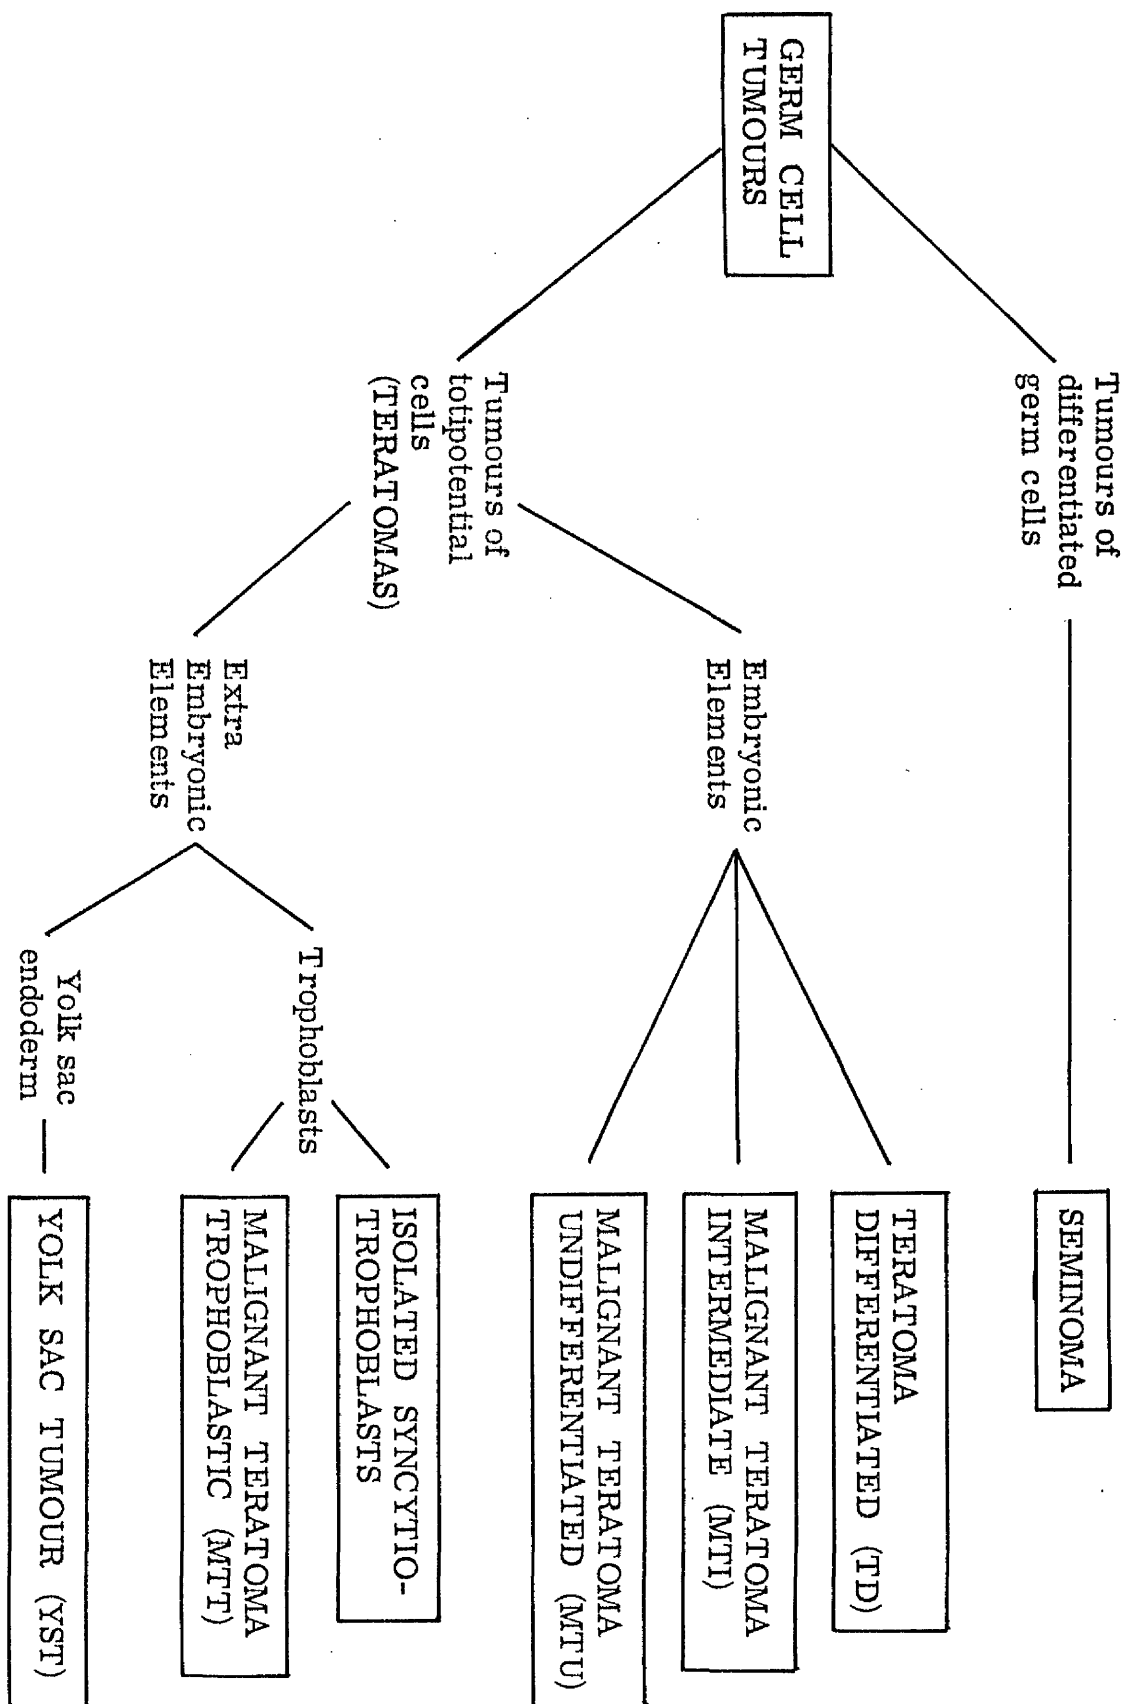 GERM CELL
TUMOURS
Tumours of
differentiated
germ cells
SEMINOMA
Tumours of
totipotential
cells
(TERATOMAS)
Embryonic
Elements
TERATOMA
DIFFERENTIATED (TD)
MALIGNANT TERATOMA
INTERMEDIATE (MTI)
MALIGNANT TERATOMA
UNDIFFERENTIATED (MTU)
Extra
Embryonic
Elements
Trophoblasts
ISOLATED SYNCYTIO-
TROPHOBLASTS
MALIGNANT TERATOMA
TROPHOBLASTIC (MTT)
Yolk sac
endoderm
YOLK SAC TUMOUR (YST)